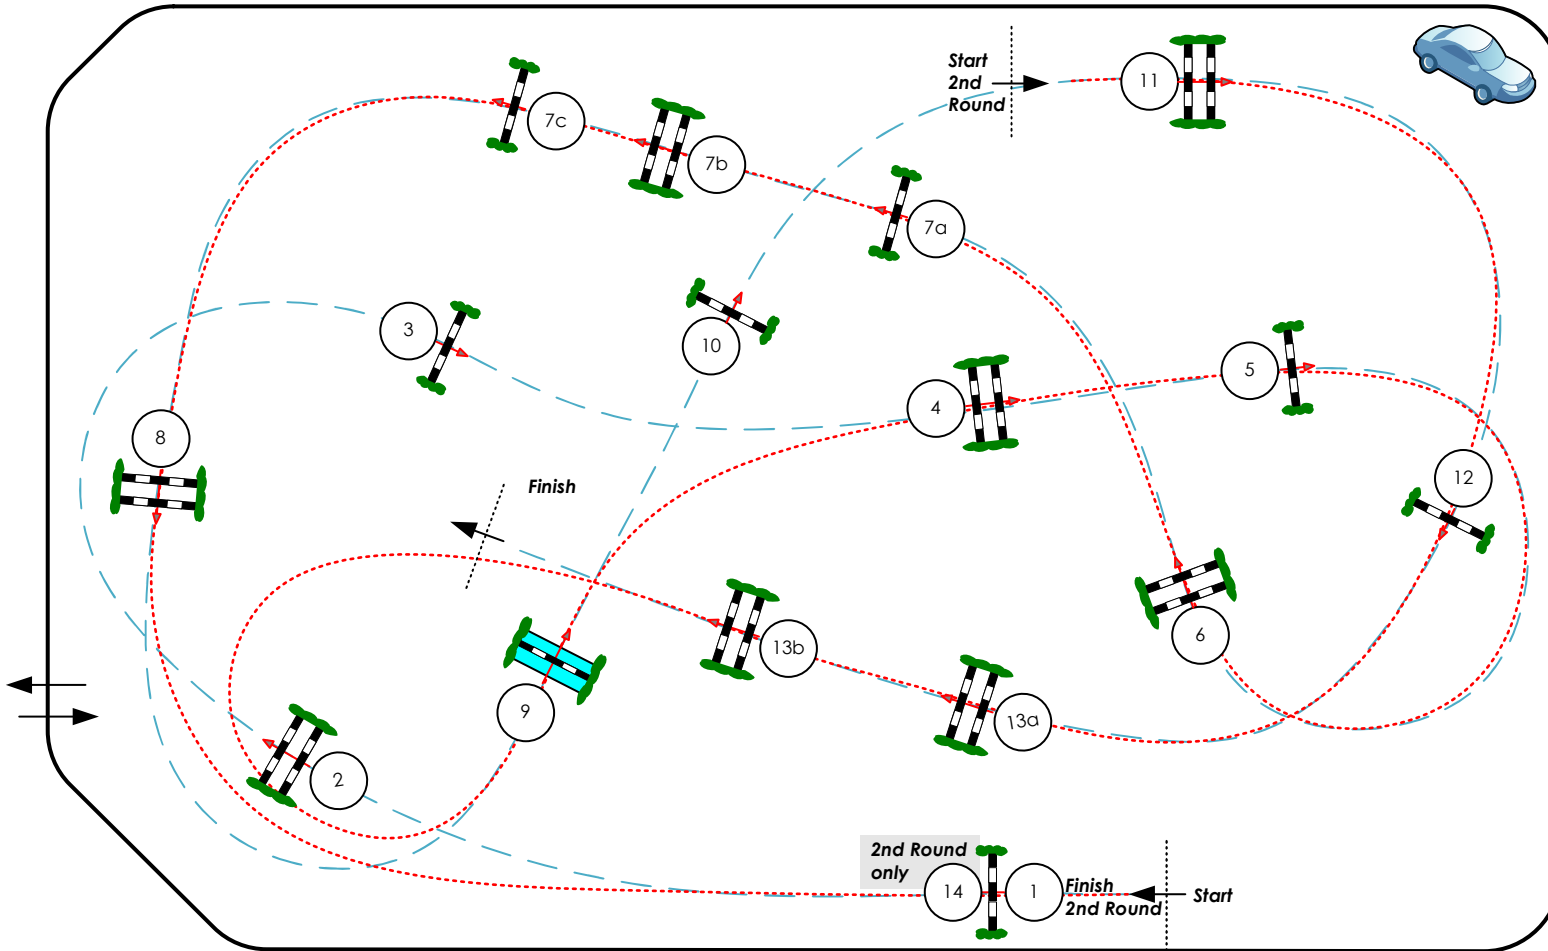 Start
2nd
Round
11
7c
7b
7a
3
10
4
5
8
12
Finish
6
13b
9
13a
2
2nd Round
only
14
1
Finish
2nd Round
Start